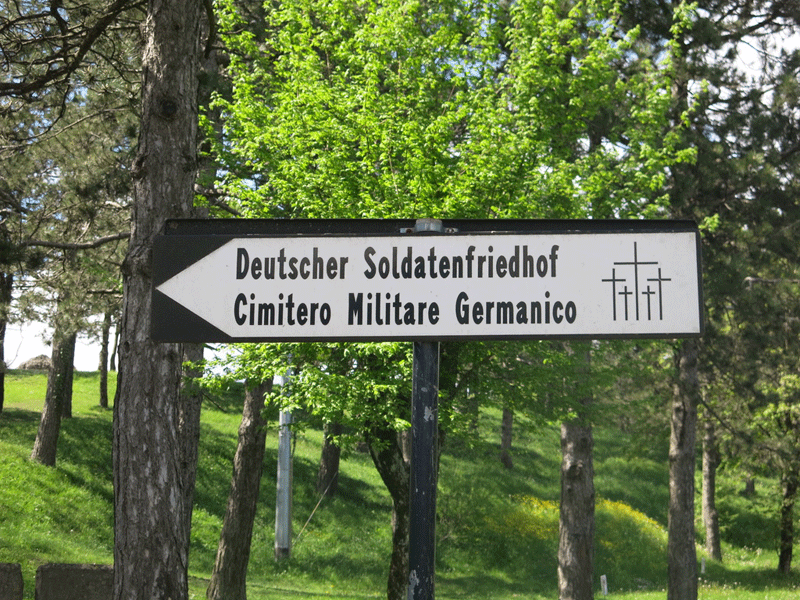 Deutscher Soldatenfriedhof
Cimitero Militare Germanico